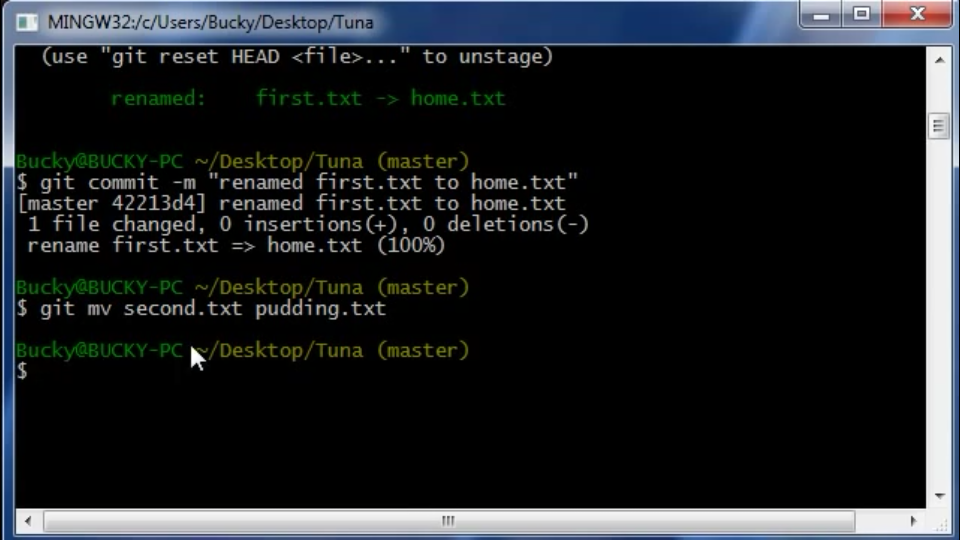 MINGW32:/c/Users/Bucky/Desktop/Tuna
(use "git reset HEAD <file>..." to unstage)
renamed: first.txt -> home.txt
Bucky@BUCKY-PC ~/Desktop/Tuna (master)
$ git commit -m "renamed first.txt to home.txt"
[master 42213d4] renamed first.txt to home.txt
1 file changed, 0 insertions(+), 0 deletions(-)
rename first.txt => home.txt (100%)
Bucky@BUCKY-PC ~/Desktop/Tuna (master)
$ git mv second.txt pudding.txt
Bucky@BUCKY-PC ~/Desktop/Tuna (master)
$